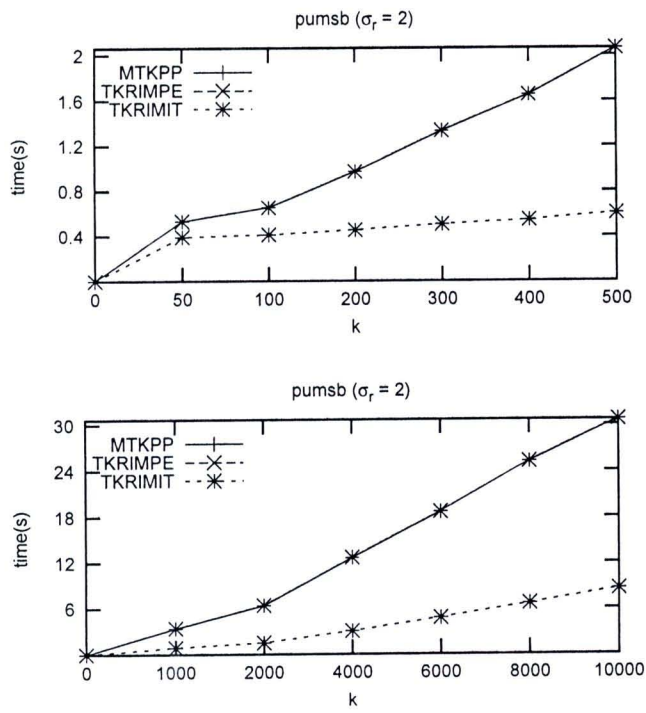 pumsb (σr = 2)
2
1.6
1.2
0.8
0.4
time(s)
MTKPP
TKRIMPE
TKRIMIT
0 50 100 200 300 400 500
k
pumsb (σr = 2)
30
24
18
12
6
time(s)
MTKPP
TKRIMPE
TKRIMIT
0 1000 2000 4000 6000 8000 10000
k